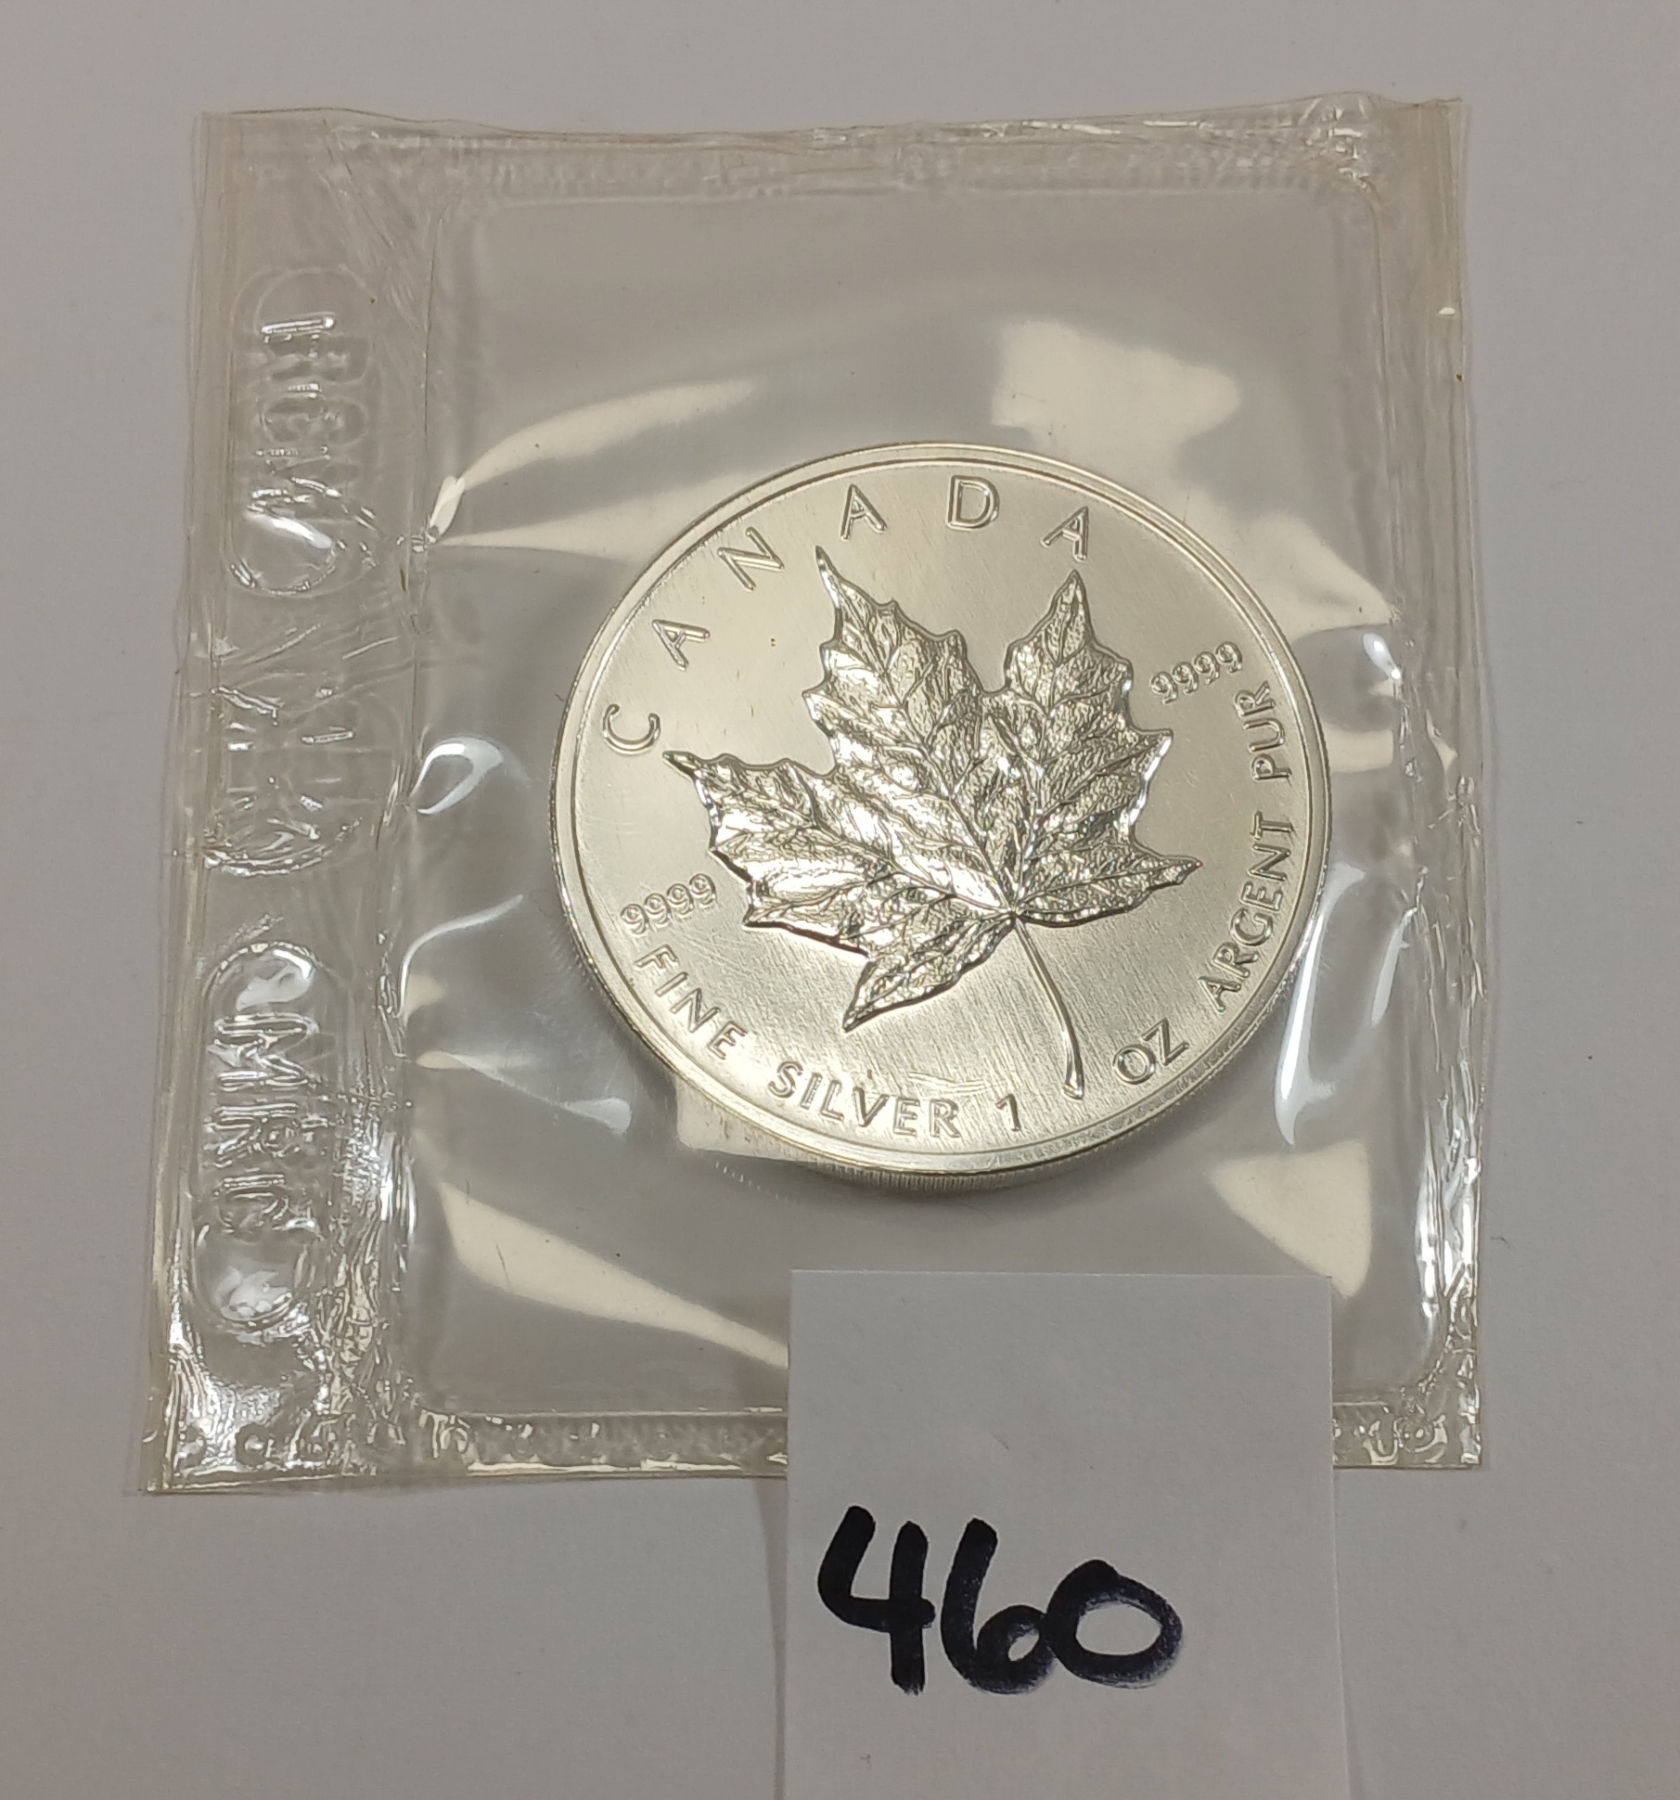 CANADA
9999
9999
FINE SILVER 1 OZ ARGENT PUR
460